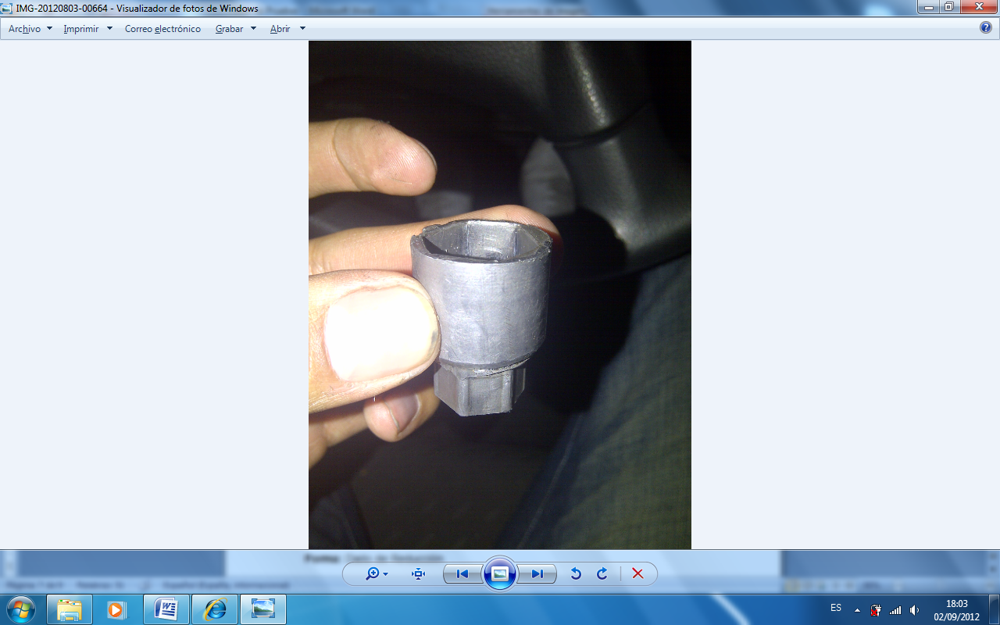 IMG-20120803-00664 - Visualizador de fotos de Windows
Archivo Imprimir Correo electrónico Grabar Abrir
ES 18:03
02/09/2012